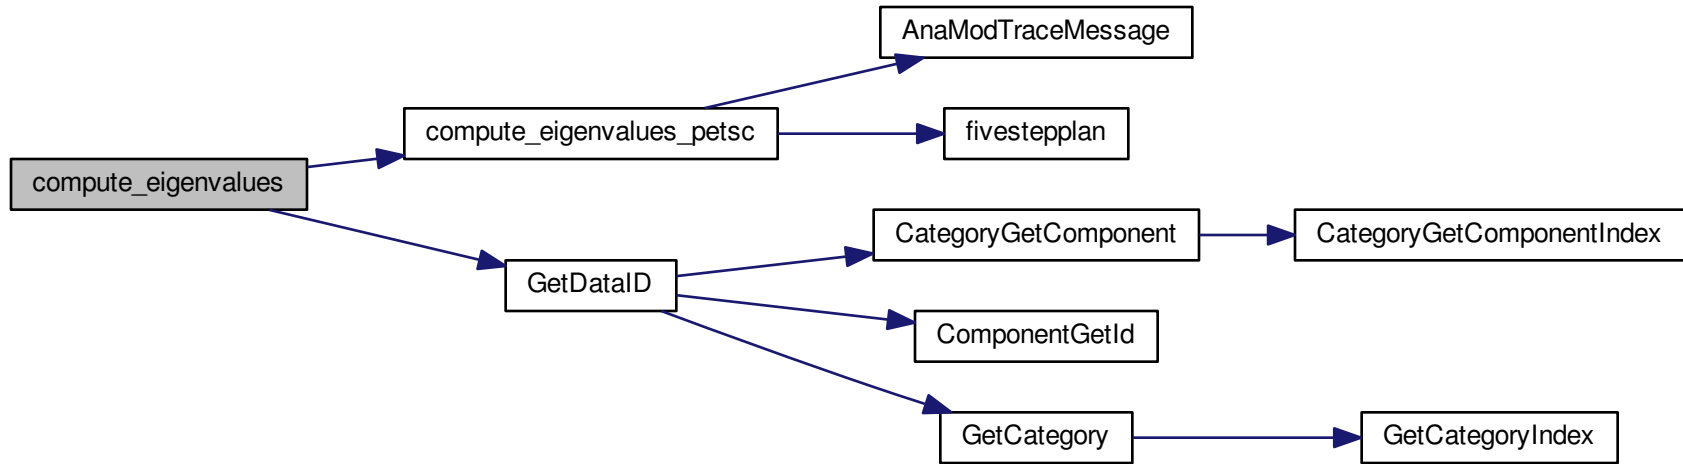 AnaModTraceMessage
compute_eigenvalues_petsc
fivestepplan
compute_eigenvalues
CategoryGetComponent
CategoryGetComponentIndex
GetDataID
ComponentGetId
GetCategory
GetCategoryIndex